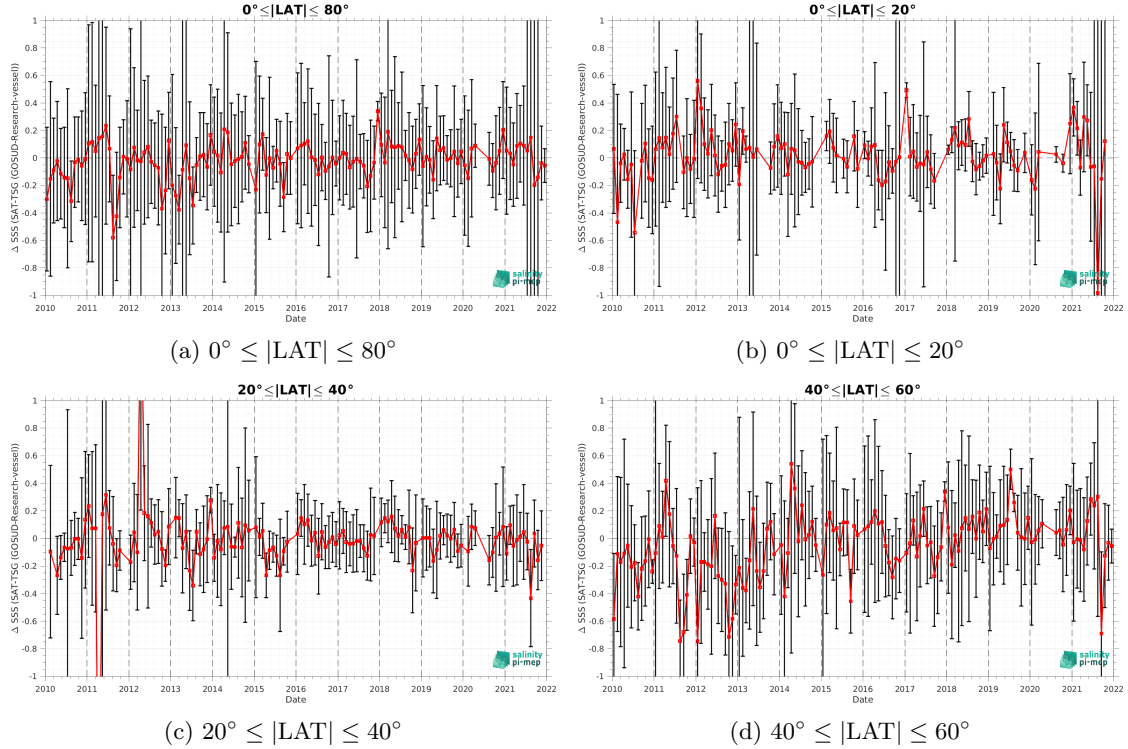 0°≤|LAT|≤ 80°
Δ SSS (SAT-TSG (GOSUD-Research-vessel))
1
0.8
0.6
0.4
0.2
0
-0.2
-0.4
-0.6
-0.8
-1
2010 2011 2012 2013 2014 2015 2016 2017 2018 2019 2020 2021 2022
Date
salinity
pi-mep
(a) 0° ≤ |LAT| ≤ 80°
0°≤|LAT|≤ 20°
Δ SSS (SAT-TSG (GOSUD-Research-vessel))
1
0.8
0.6
0.4
0.2
0
-0.2
-0.4
-0.6
-0.8
-1
2010 2011 2012 2013 2014 2015 2016 2017 2018 2019 2020 2021 2022
Date
salinity
pi-mep
(b) 0° ≤ |LAT| ≤ 20°
20°≤|LAT|≤ 40°
Δ SSS (SAT-TSG (GOSUD-Research-vessel))
1
0.8
0.6
0.4
0.2
0
-0.2
-0.4
-0.6
-0.8
-1
2010 2011 2012 2013 2014 2015 2016 2017 2018 2019 2020 2021 2022
Date
salinity
pi-mep
(c) 20° ≤ |LAT| ≤ 40°
40°≤|LAT|≤ 60°
Δ SSS (SAT-TSG (GOSUD-Research-vessel))
1
0.8
0.6
0.4
0.2
0
-0.2
-0.4
-0.6
-0.8
-1
2010 2011 2012 2013 2014 2015 2016 2017 2018 2019 2020 2021 2022
Date
salinity
pi-mep
(d) 40° ≤ |LAT| ≤ 60°